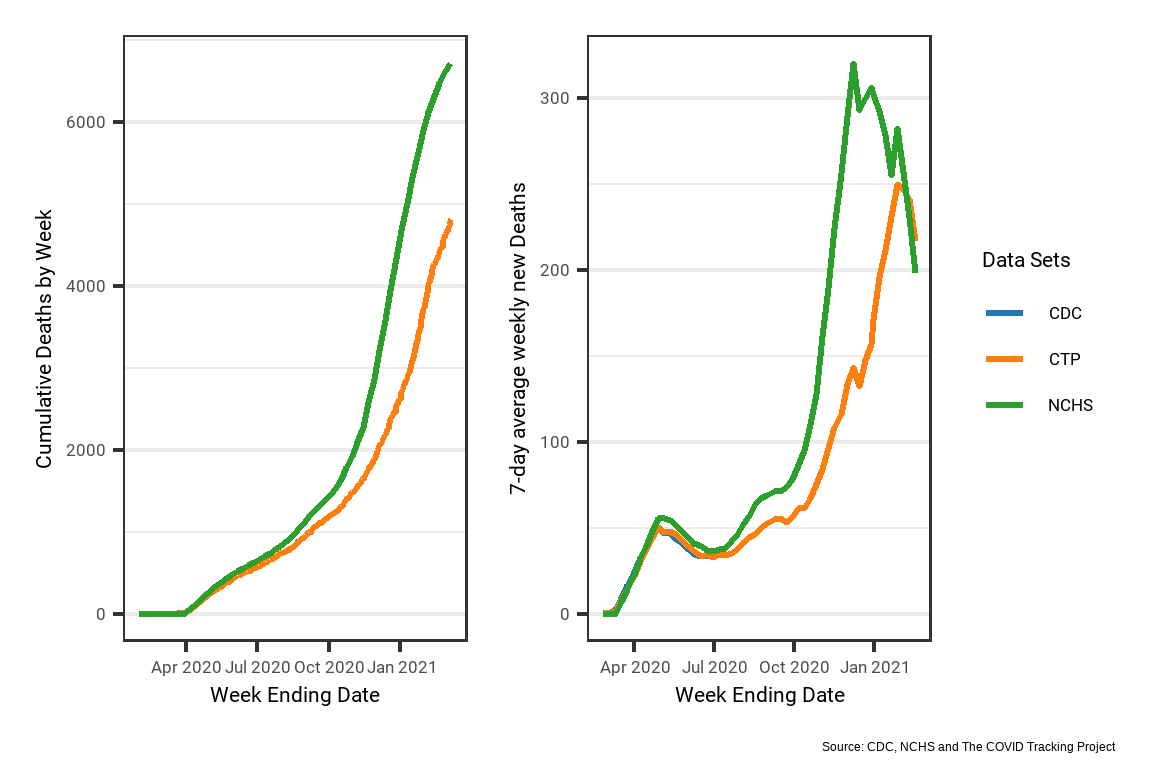 Cumulative Deaths by Week
6000
4000
2000
0
Apr 2020 Jul 2020 Oct 2020 Jan 2021
Week Ending Date
7-day average weekly new Deaths
300
200
100
0
Apr 2020 Jul 2020 Oct 2020 Jan 2021
Week Ending Date
Data Sets
CDC
CTP
NCHS
Source: CDC, NCHS and The COVID Tracking Project